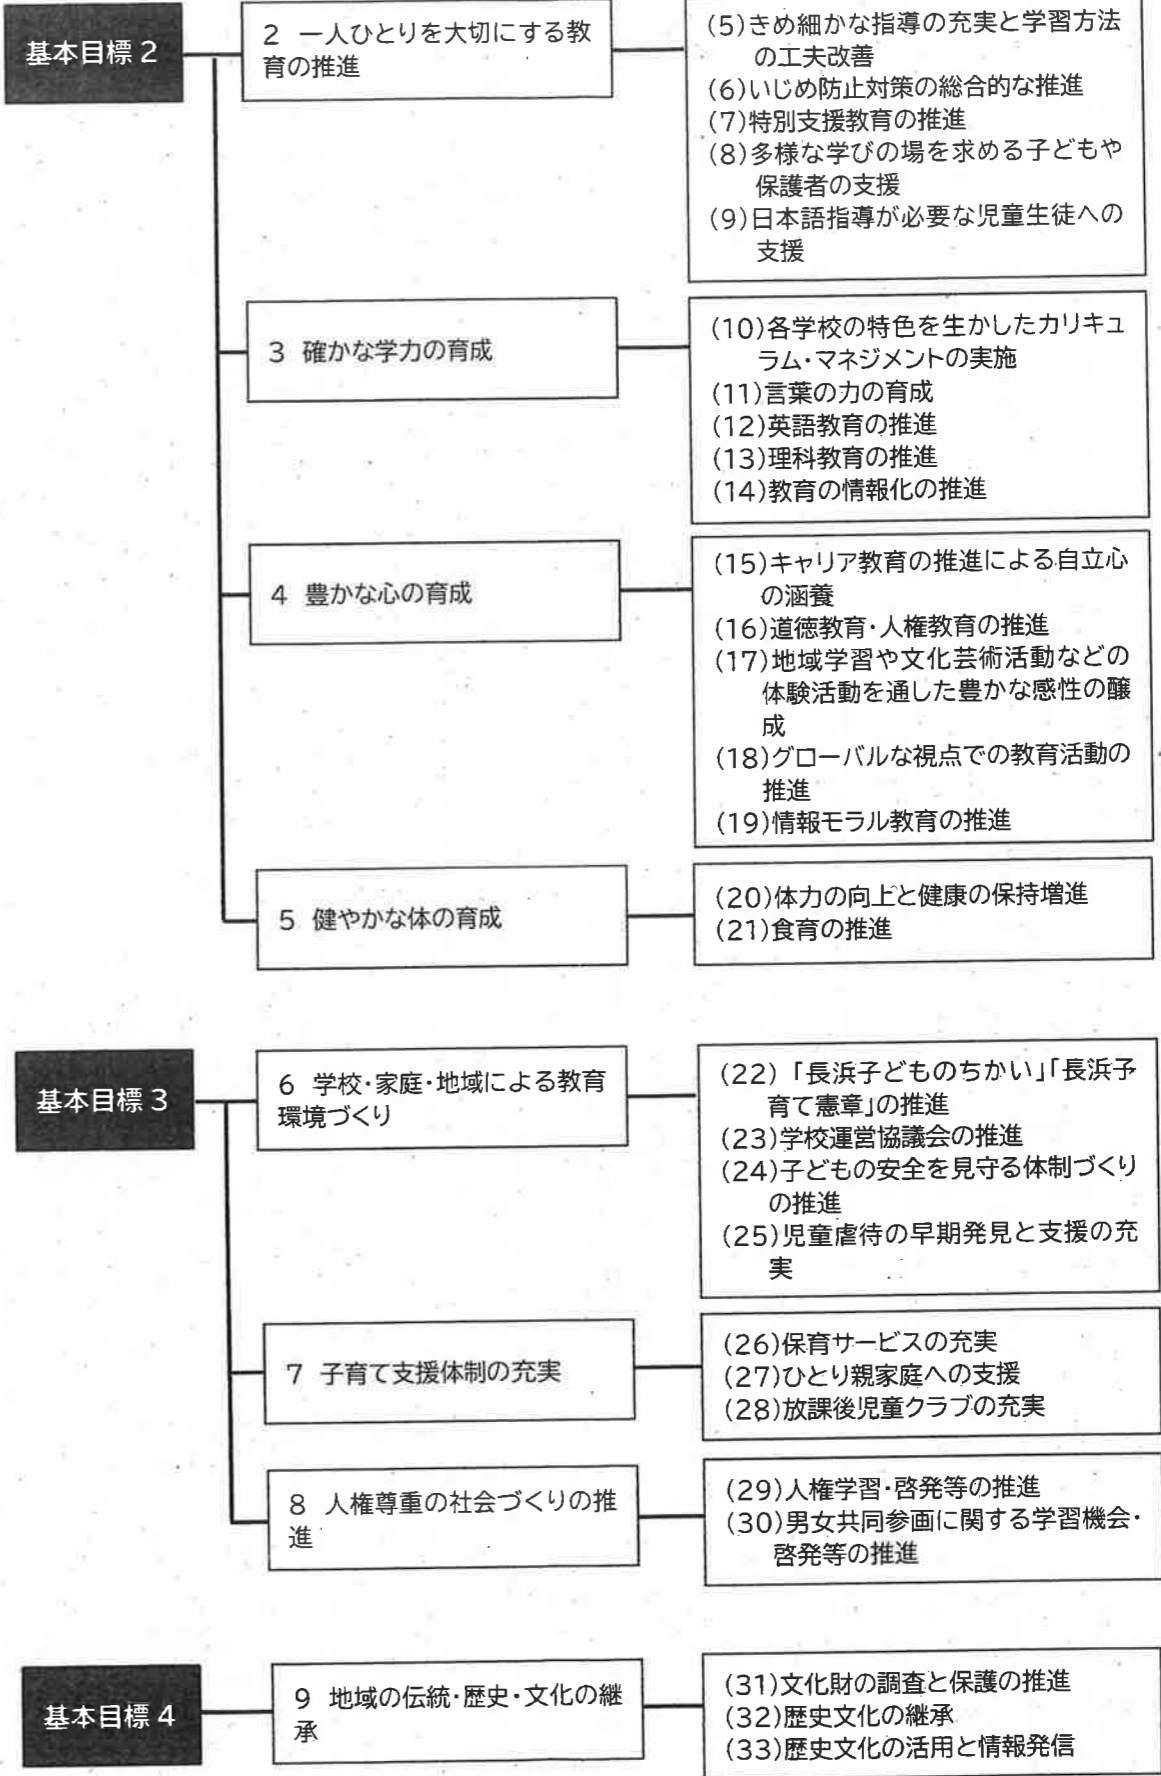 基本目標2
2 一人ひとりを大切にする教
育の推進
(5)きめ細かな指導の充実と学習方法
の工夫改善
(6)いじめ防止対策の総合的な推進
(7)特別支援教育の推進
(8)多様な学びの場を求める子どもや
保護者の支援
(9)日本語指導が必要な児童生徒への
支援
3 確かな学力の育成
(10)各学校の特色を生かしたカリキュ
ラム・マネジメントの実施
(11)言葉の力の育成
(12)英語教育の推進
(13)理科教育の推進
(14)教育の情報化の推進
4 豊かな心の育成
(15)キャリア教育の推進による自立心
の涵養
(16)道徳教育・人権教育の推進
(17)地域学習や文化芸術活動などの
体験活動を通した豊かな感性の醸
成
(18)グローバルな視点での教育活動の
推進
(19)情報モラル教育の推進
5 健やかな体の育成
(20)体力の向上と健康の保持増進
(21)食育の推進
基本目標3
6 学校・家庭・地域による教育
環境づくり
(22)「長浜子どものちかい」「長浜子
育て憲章」の推進
(23)学校運営協議会の推進
(24)子どもの安全を見守る体制づくり
の推進
(25)児童虐待の早期発見と支援の充
実
7 子育て支援体制の充実
(26)保育サービスの充実
(27)ひとり親家庭への支援
(28)放課後児童クラブの充実
8 人権尊重の社会づくりの推
進
(29)人権学習・啓発等の推進
(30)男女共同参画に関する学習機会・
啓発等の推進
基本目標4
9 地域の伝統・歴史・文化の継
承
(31)文化財の調査と保護の推進
(32)歴史文化の継承
(33)歴史文化の活用と情報発信